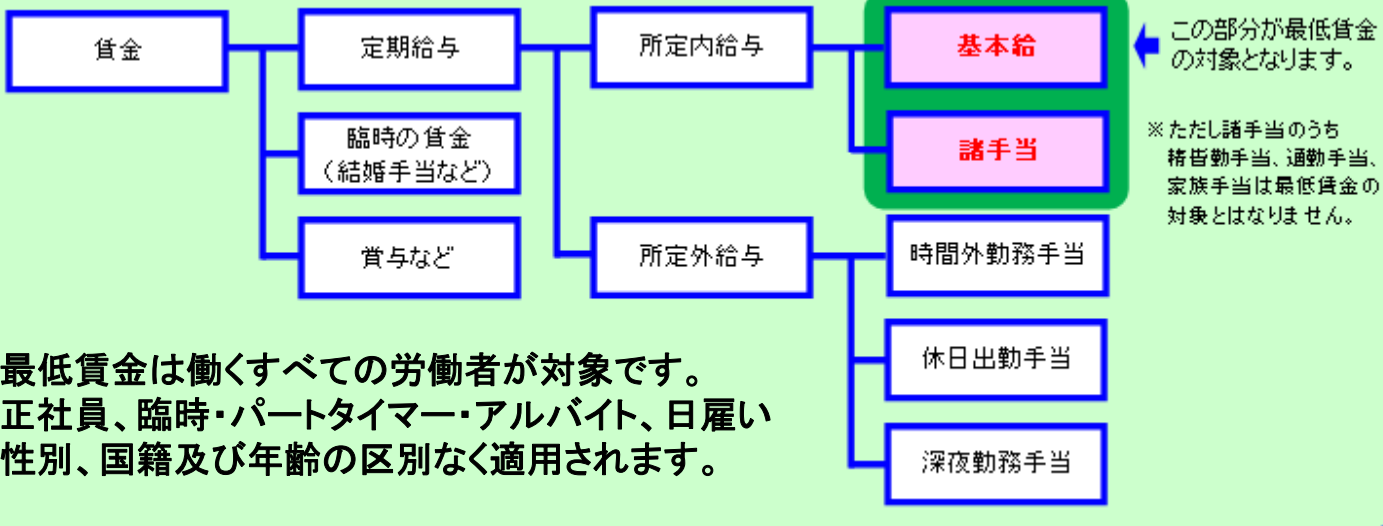 賃金
定期給与
所定内給与
基本給
この部分が最低賃金
の対象となります。
臨時の賃金
（結婚手当など）
諸手当
※ただし諸手当のうち
精皆勤手当、通勤手当、
家族手当は最低賃金の
対象とはなりません。
賞与など
所定外給与
時間外勤務手当
休日出勤手当
深夜勤務手当
最低賃金は働くすべての労働者が対象です。
正社員、臨時・パートタイマー・アルバイト、日雇い
性別、国籍及び年齢の区別なく適用されます。